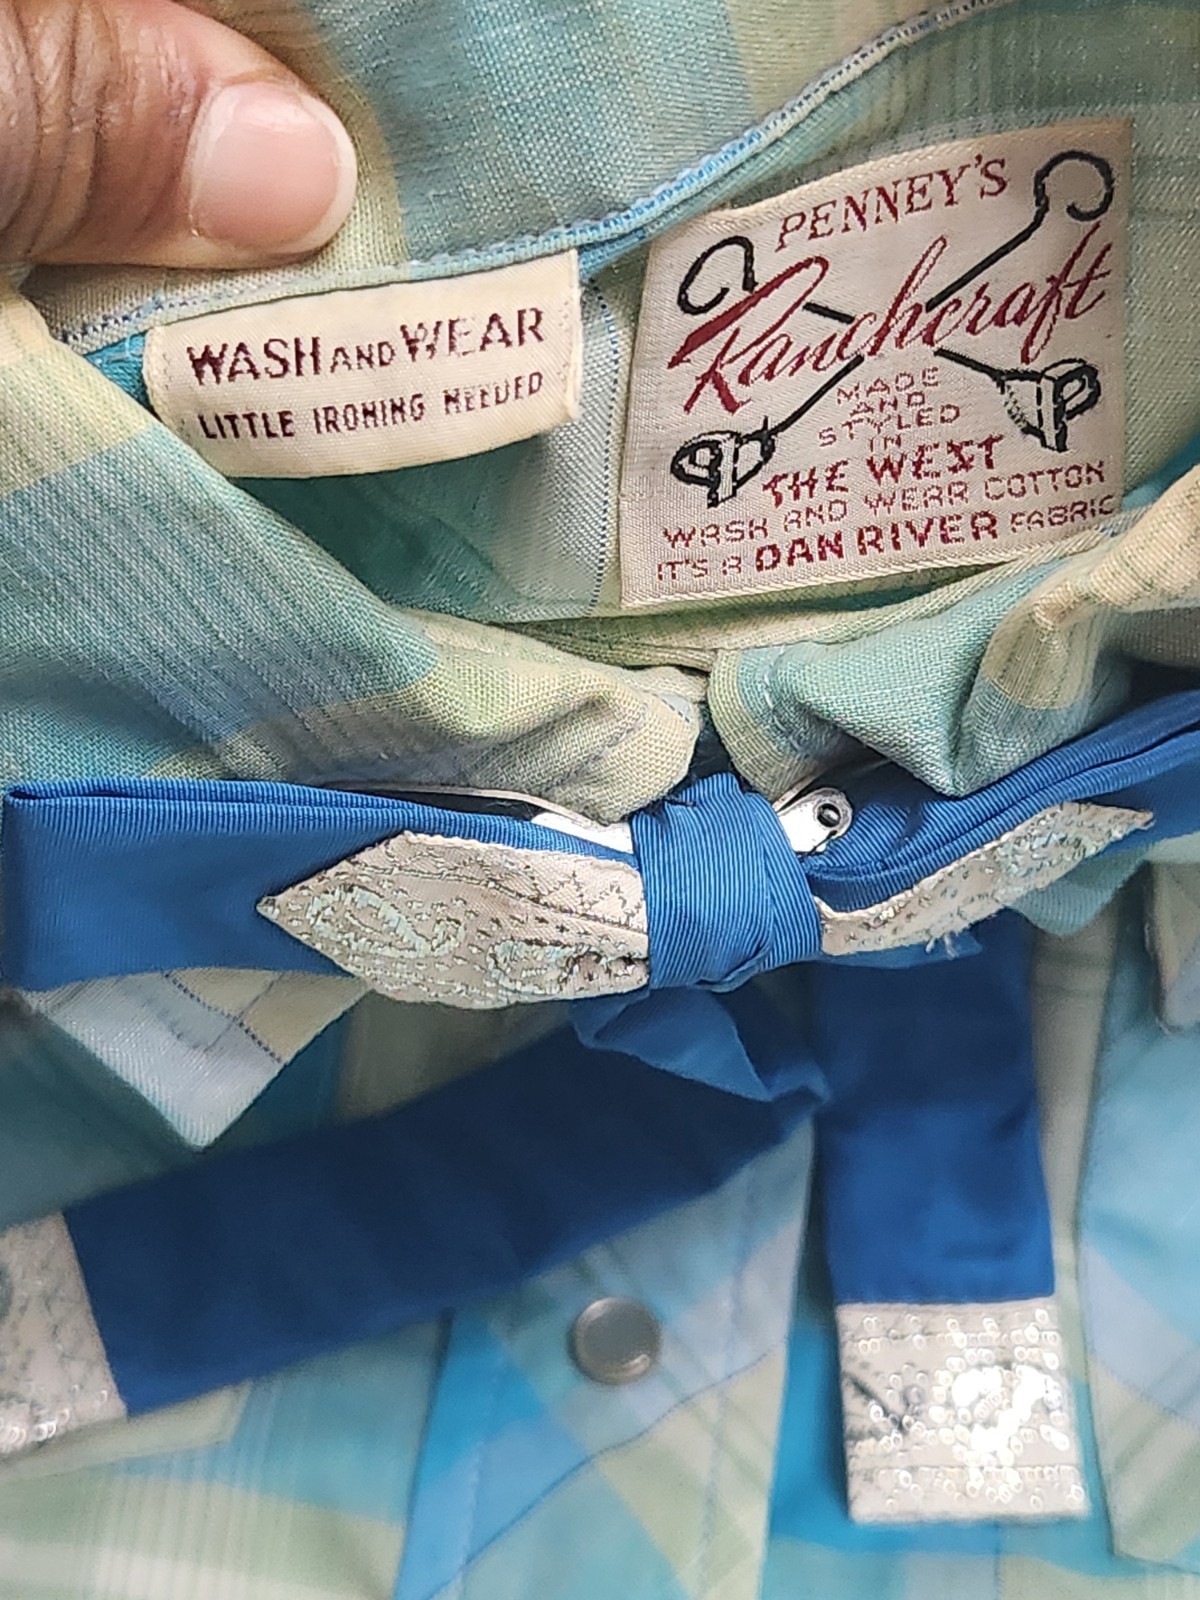 WASH AND WEAR
LITTLE IRONING NEEDED
PENNEY'S
Ranchcraft
MADE
AND
STYLED
IN
THE WEST
WASH AND WEAR COTTON
IT'S A DAN RIVER FABRIC